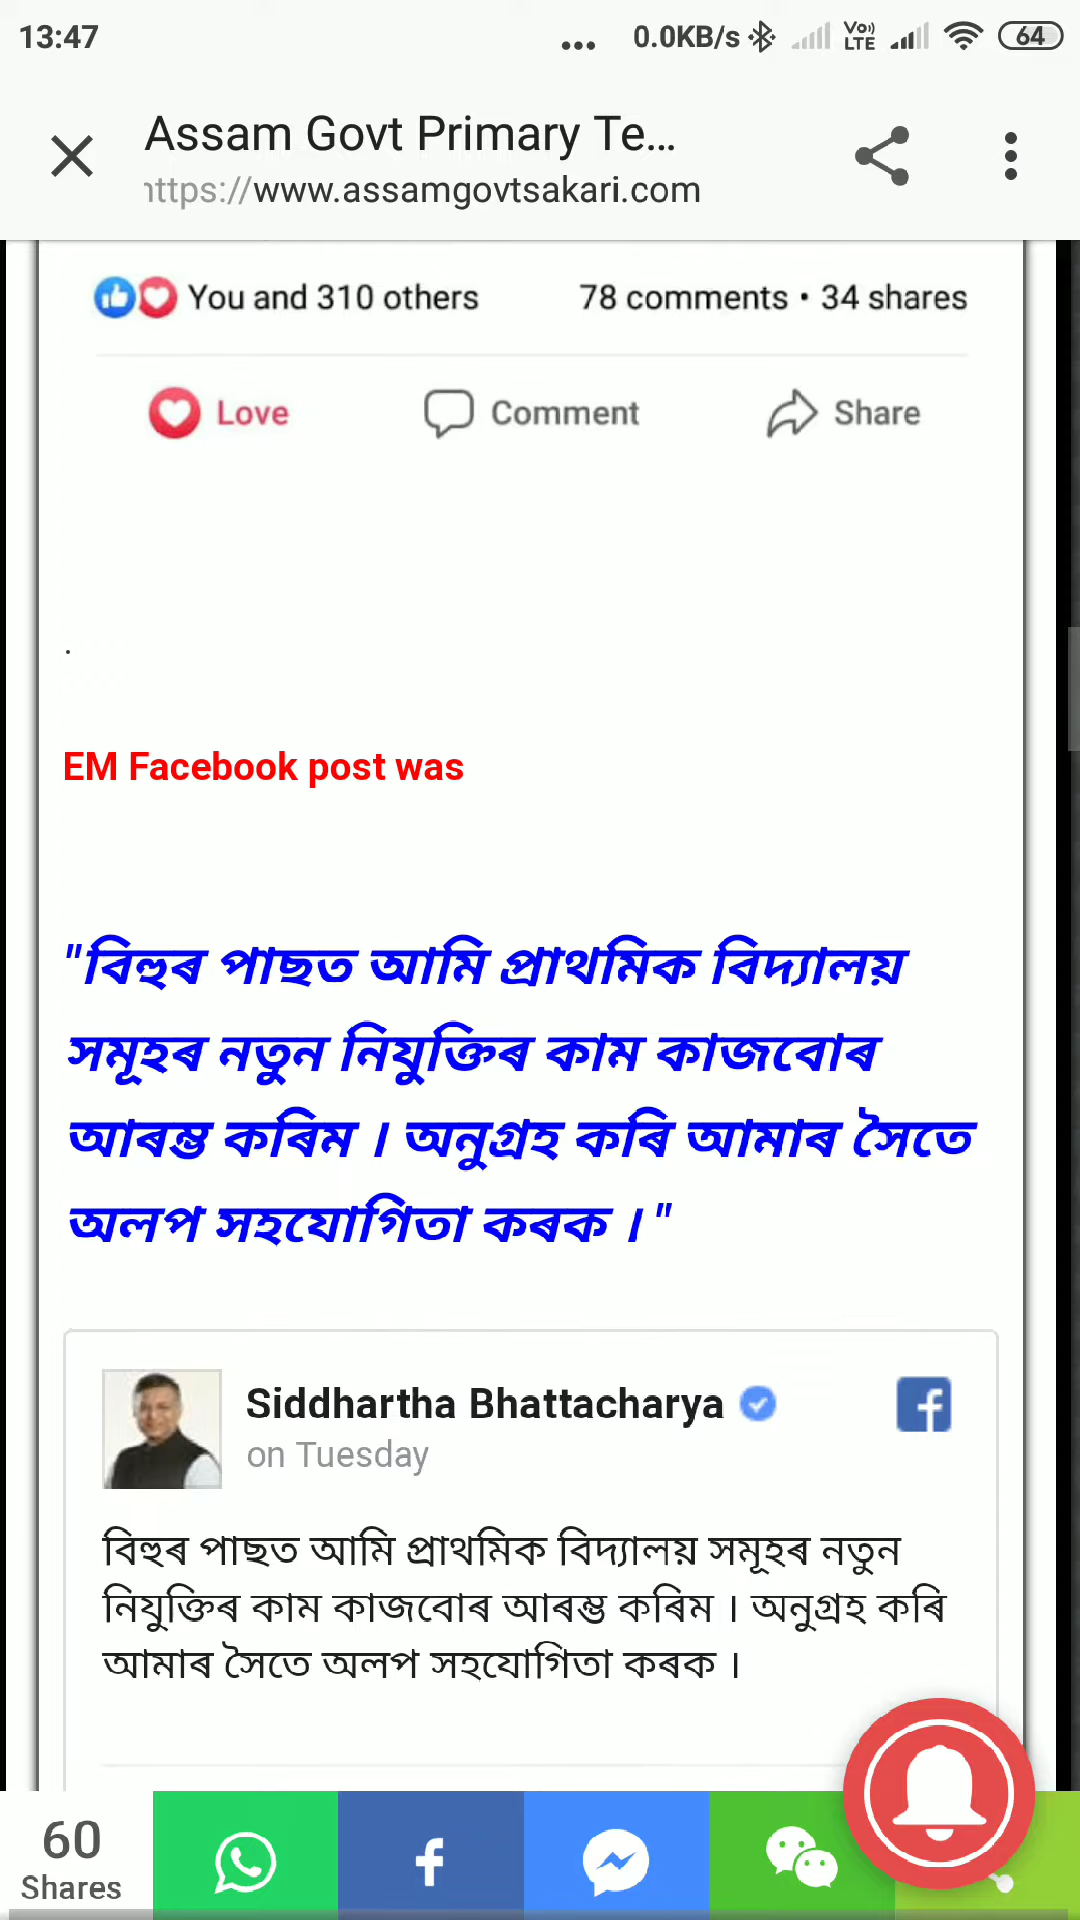 13:47
... 0.0KB/s Vo)) LTE 64
Assam Govt Primary Te...
https://www.assamgovtsakari.com
You and 310 others 78 comments • 34 shares
Love Comment Share
.
EM Facebook post was
"বিহুৰ পাছত আমি প্ৰাথমিক বিদ্যালয়
সমূহৰ নতুন নিযুক্তিৰ কাম কাজবোৰ
আৰম্ভ কৰিম । অনুগ্ৰহ কৰি আমাৰ সৈতে
অলপ সহযোগিতা কৰক । "
Siddhartha Bhattacharya
on Tuesday
বিহুৰ পাছত আমি প্ৰাথমিক বিদ্যালয় সমূহৰ নতুন
নিযুক্তিৰ কাম কাজবোৰ আৰম্ভ কৰিম । অনুগ্ৰহ কৰি
আমাৰ সৈতে অলপ সহযোগিতা কৰক ।
60
Shares